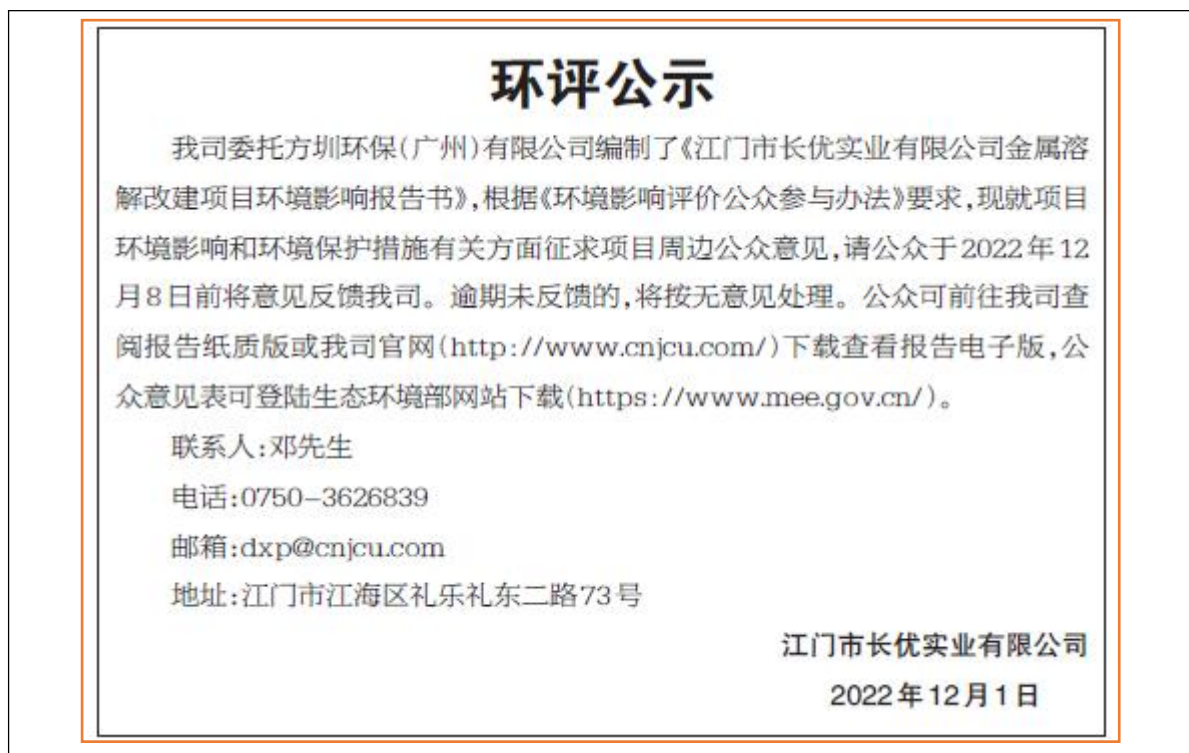 环评公示
我司委托方圳环保(广州)有限公司编制了《江门市长优实业有限公司金属溶
解改建项目环境影响报告书》,根据《环境影响评价公众参与办法》要求,现就项目
环境影响和环境保护措施有关方面征求项目周边公众意见,请公众于2022年12
月8日前将意见反馈我司。逾期未反馈的,将按无意见处理。公众可前往我司查
阅报告纸质版或我司官网(http://www.cnjcu.com/)下载查看报告电子版,公
众意见表可登陆生态环境部网站下载(https://www.mee.gov.cn/)。
联系人:邓先生
电话:0750-3626839
邮箱:dxp@cnjcu.com
地址:江门市江海区礼乐礼东二路73号
江门市长优实业有限公司
2022年12月1日